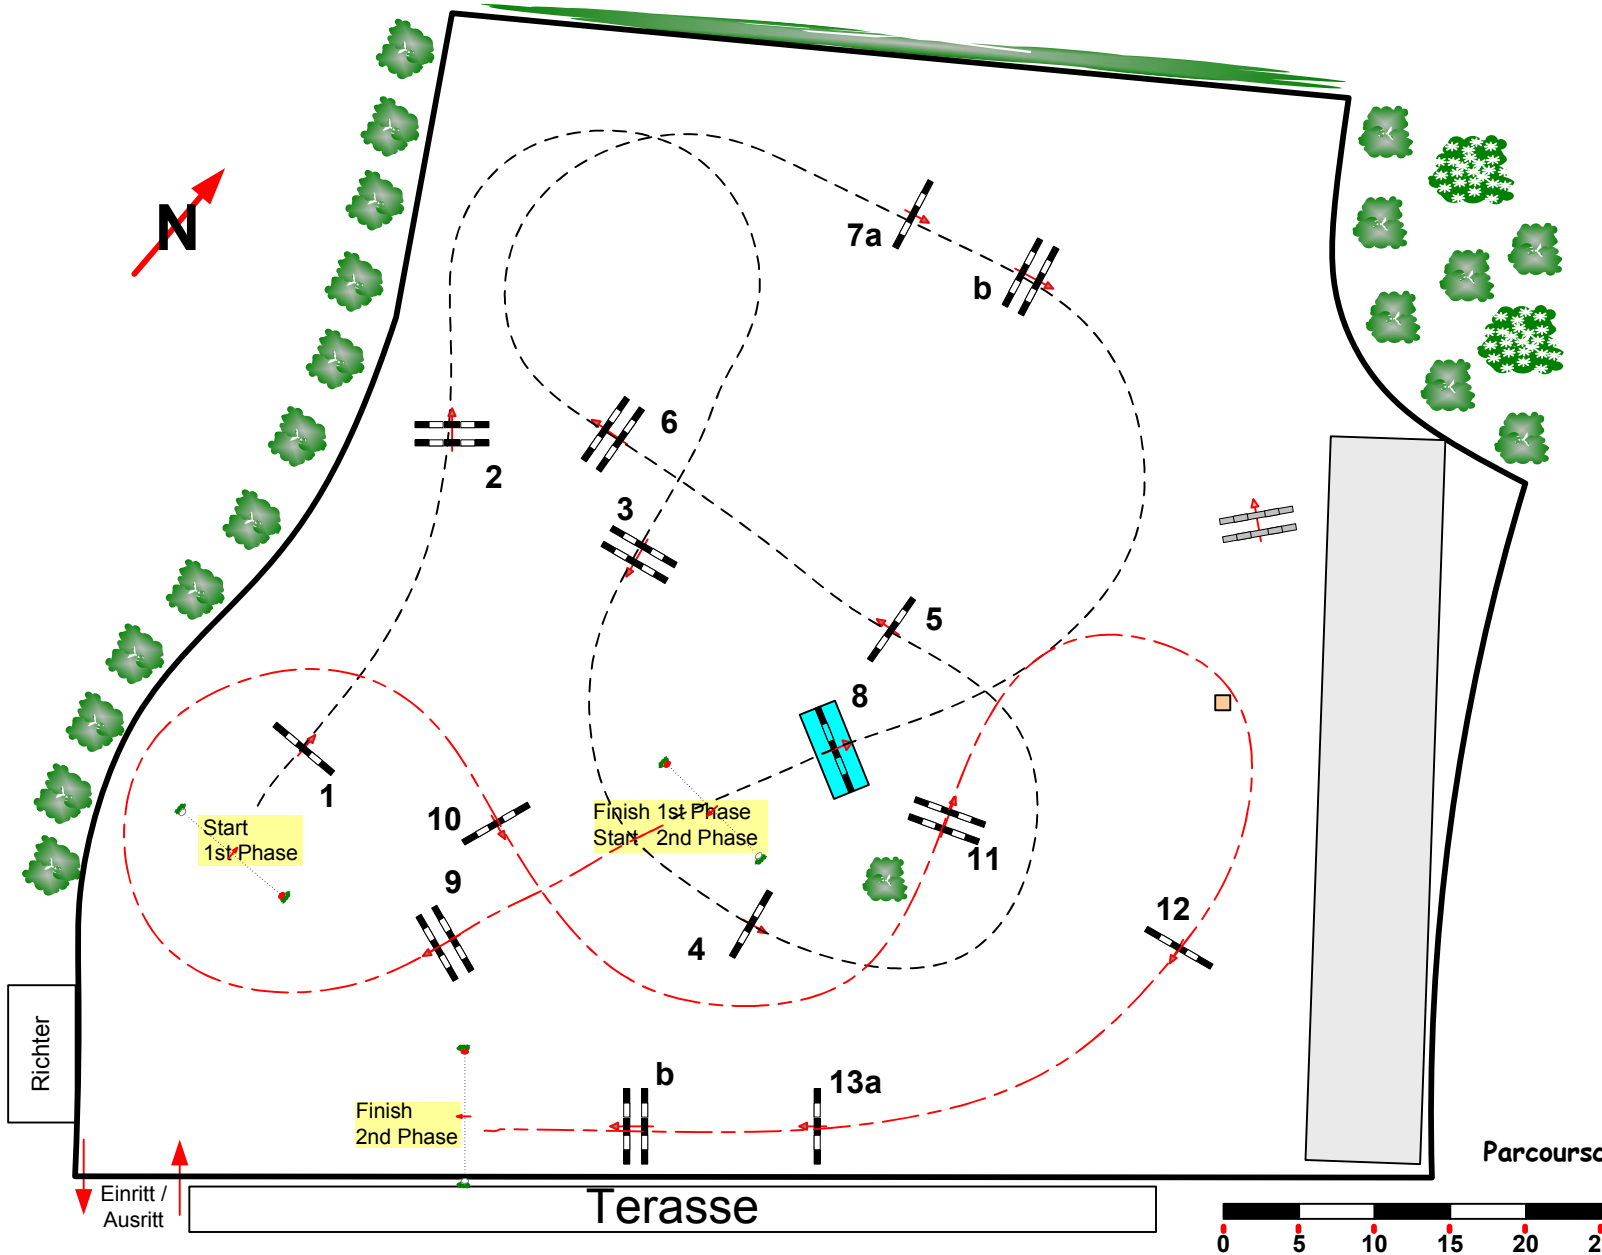 N
7a
b
6
2
3
5
8
1
10
Start
1st Phase
Finish 1st Phase
Start 2nd Phase
11
9
12
4
Richter
b
13a
Finish
2nd Phase
Einritt /
Ausritt
Terasse
0 5 10 15 20